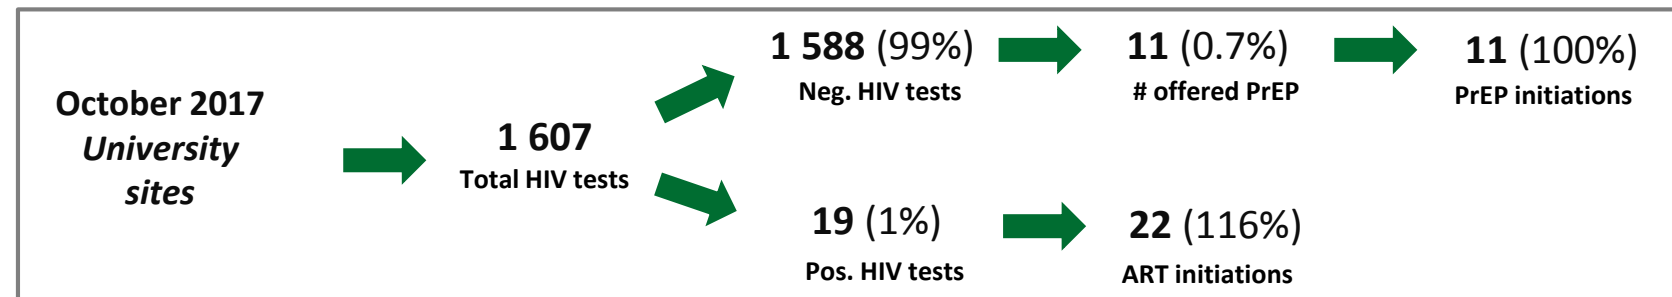 October 2017
University
sites
1 607
Total HIV tests
1 588 (99%)
Neg. HIV tests
11 (0.7%)
# offered PrEP
11 (100%)
PrEP initiations
19 (1%)
Pos. HIV tests
22 (116%)
ART initiations